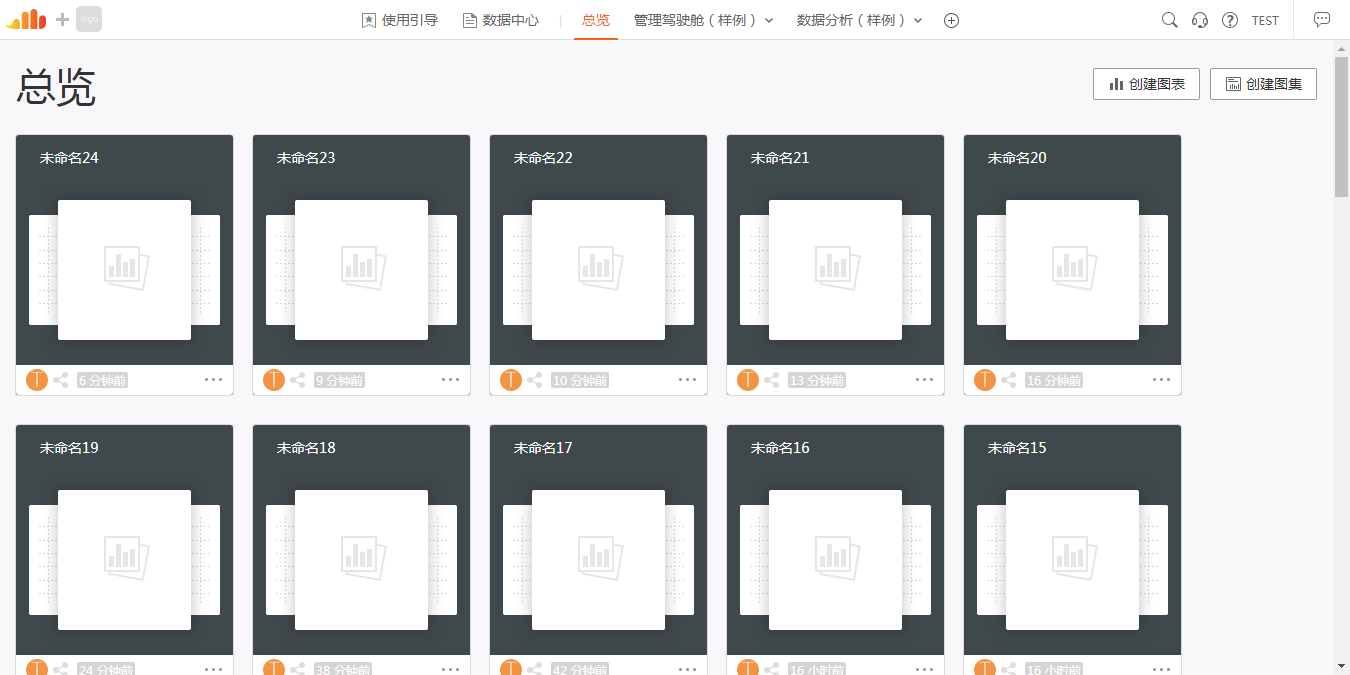 logo 使用引导 数据中心 | 总览 管理驾驶舱（样例） 数据分析（样例） TEST
总览 创建图表 创建图集
未命名24 未命名23 未命名22 未命名21 未命名20
T 6 分钟前 T 9 分钟前 T 10 分钟前 T 13 分钟前 T 16 分钟前
未命名19 未命名18 未命名17 未命名16 未命名15
T 24 分钟前 T 38 分钟前 T 42 分钟前 T 16 小时前 T 16 小时前